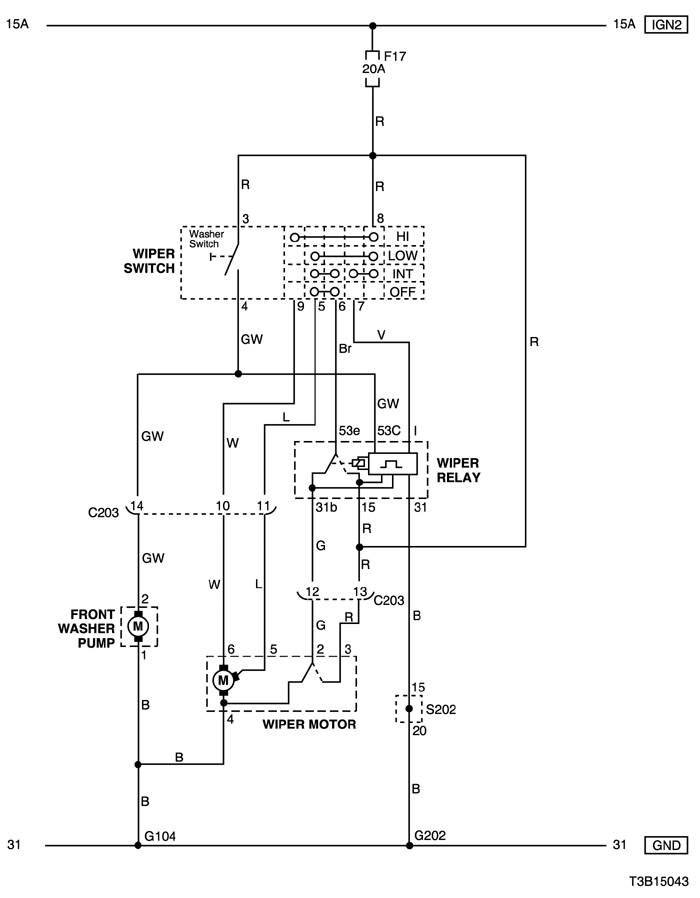 15A
15A IGN2
F17
20A
R
R
R
3
8
Washer
Switch
WIPER
SWITCH
HI
LOW
INT
OFF
4
9
5
6
7
GW
Br
V
R
L
GW
GW
W
53e
53C
I
WIPER
RELAY
14
10
11
C203
31b
15
31
R
G
R
GW
W
L
12
13
C203
B
G
R
2
FRONT
WASHER
PUMP
M
1
6
5
2
3
M
4
WIPER MOTOR
15
S202
20
B
B
B
B
G104
G202
31
31 GND
T3B15043